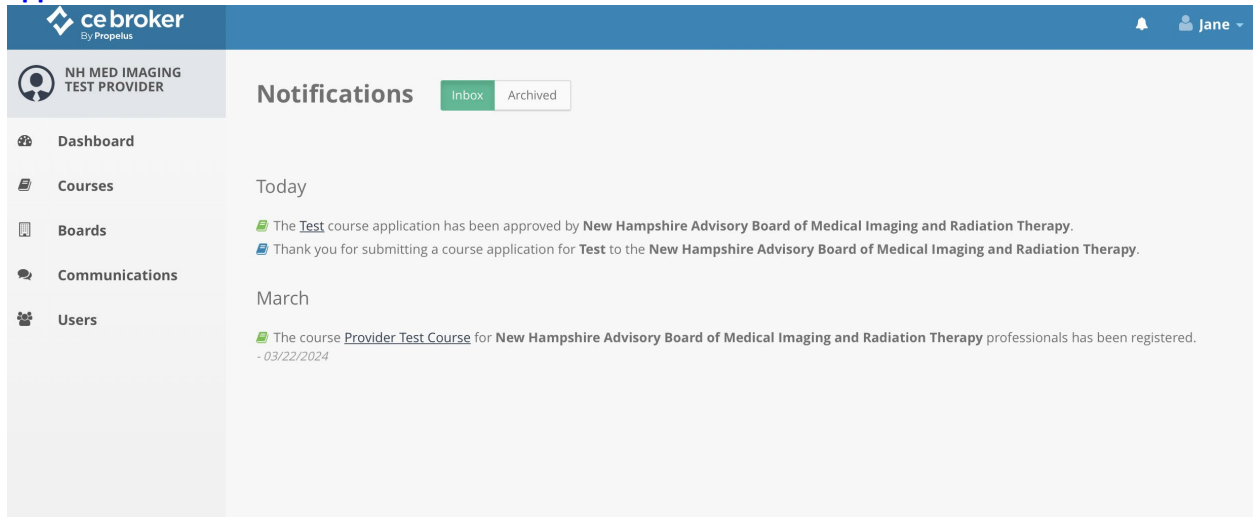 ce broker
By Propelus
Jane
NH MED IMAGING
TEST PROVIDER
Dashboard
Courses
Boards
Communications
Users
Notifications
Inbox
Archived
Today
The Test course application has been approved by New Hampshire Advisory Board of Medical Imaging and Radiation Therapy.
Thank you for submitting a course application for Test to the New Hampshire Advisory Board of Medical Imaging and Radiation Therapy.
March
The course Provider Test Course for New Hampshire Advisory Board of Medical Imaging and Radiation Therapy professionals has been registered.
- 03/22/2024